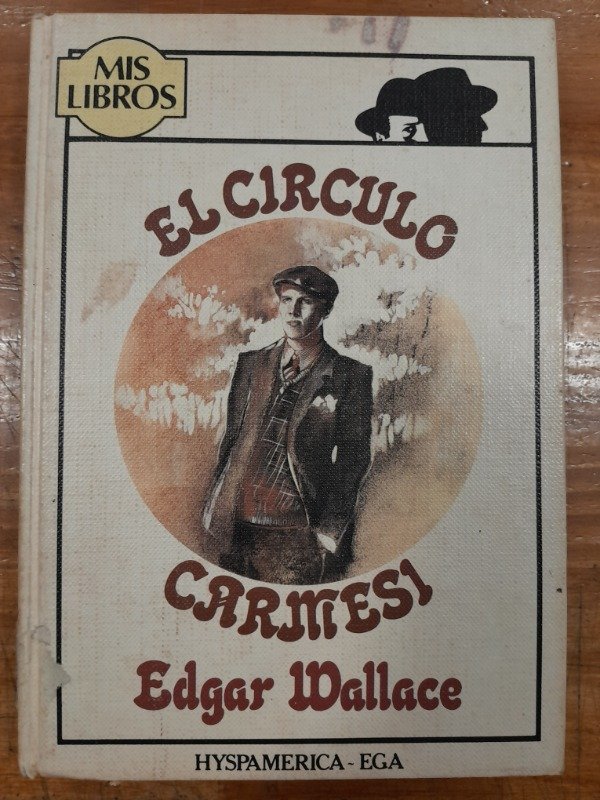 MIS
LIBROS
EL CIRCULO
CARMESI
Edgar Wallace
HYSPAMERICA - EGA